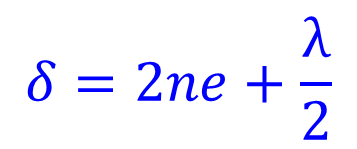 δ = 2ne + λ/2